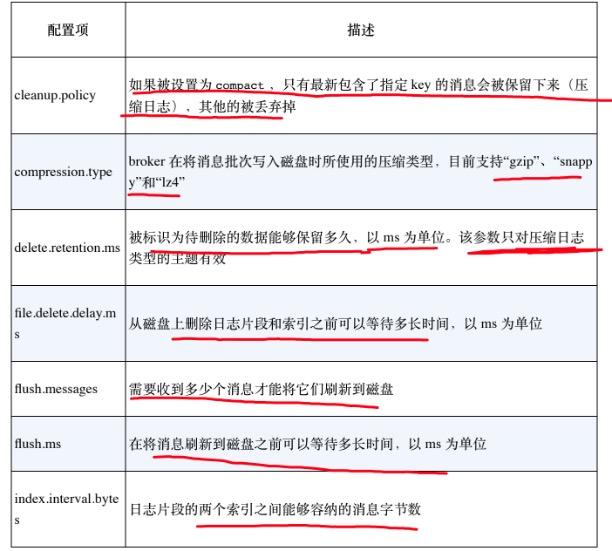 配置项 描述
cleanup.policy 如果被设置为 compact，只有最新包含了指定 key 的消息会被保留下来（压
缩日志），其他的被丢弃掉
compression.type broker 在将消息批次写入磁盘时所使用的压缩类型，目前支持“gzip”、“snapp
y”和“lz4”
delete.retention.ms 被标识为待删除的数据能够保留多久，以 ms 为单位。该参数只对压缩日志
类型的主题有效
file.delete.delay.m
s
从磁盘上删除日志片段和索引之前可以等待多长时间，以 ms 为单位
flush.messages 需要收到多少个消息才能将它们刷新到磁盘
flush.ms 在将消息刷新到磁盘之前可以等待多长时间，以 ms 为单位
index.interval.byte
s
日志片段的两个索引之间能够容纳的消息字节数